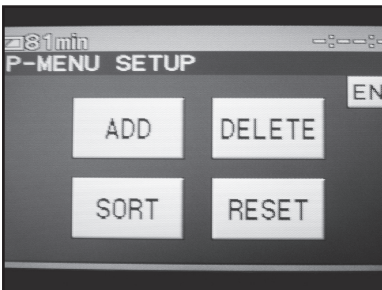 81min --:--:
P-MENU SETUP
EN
ADD DELETE
SORT RESET